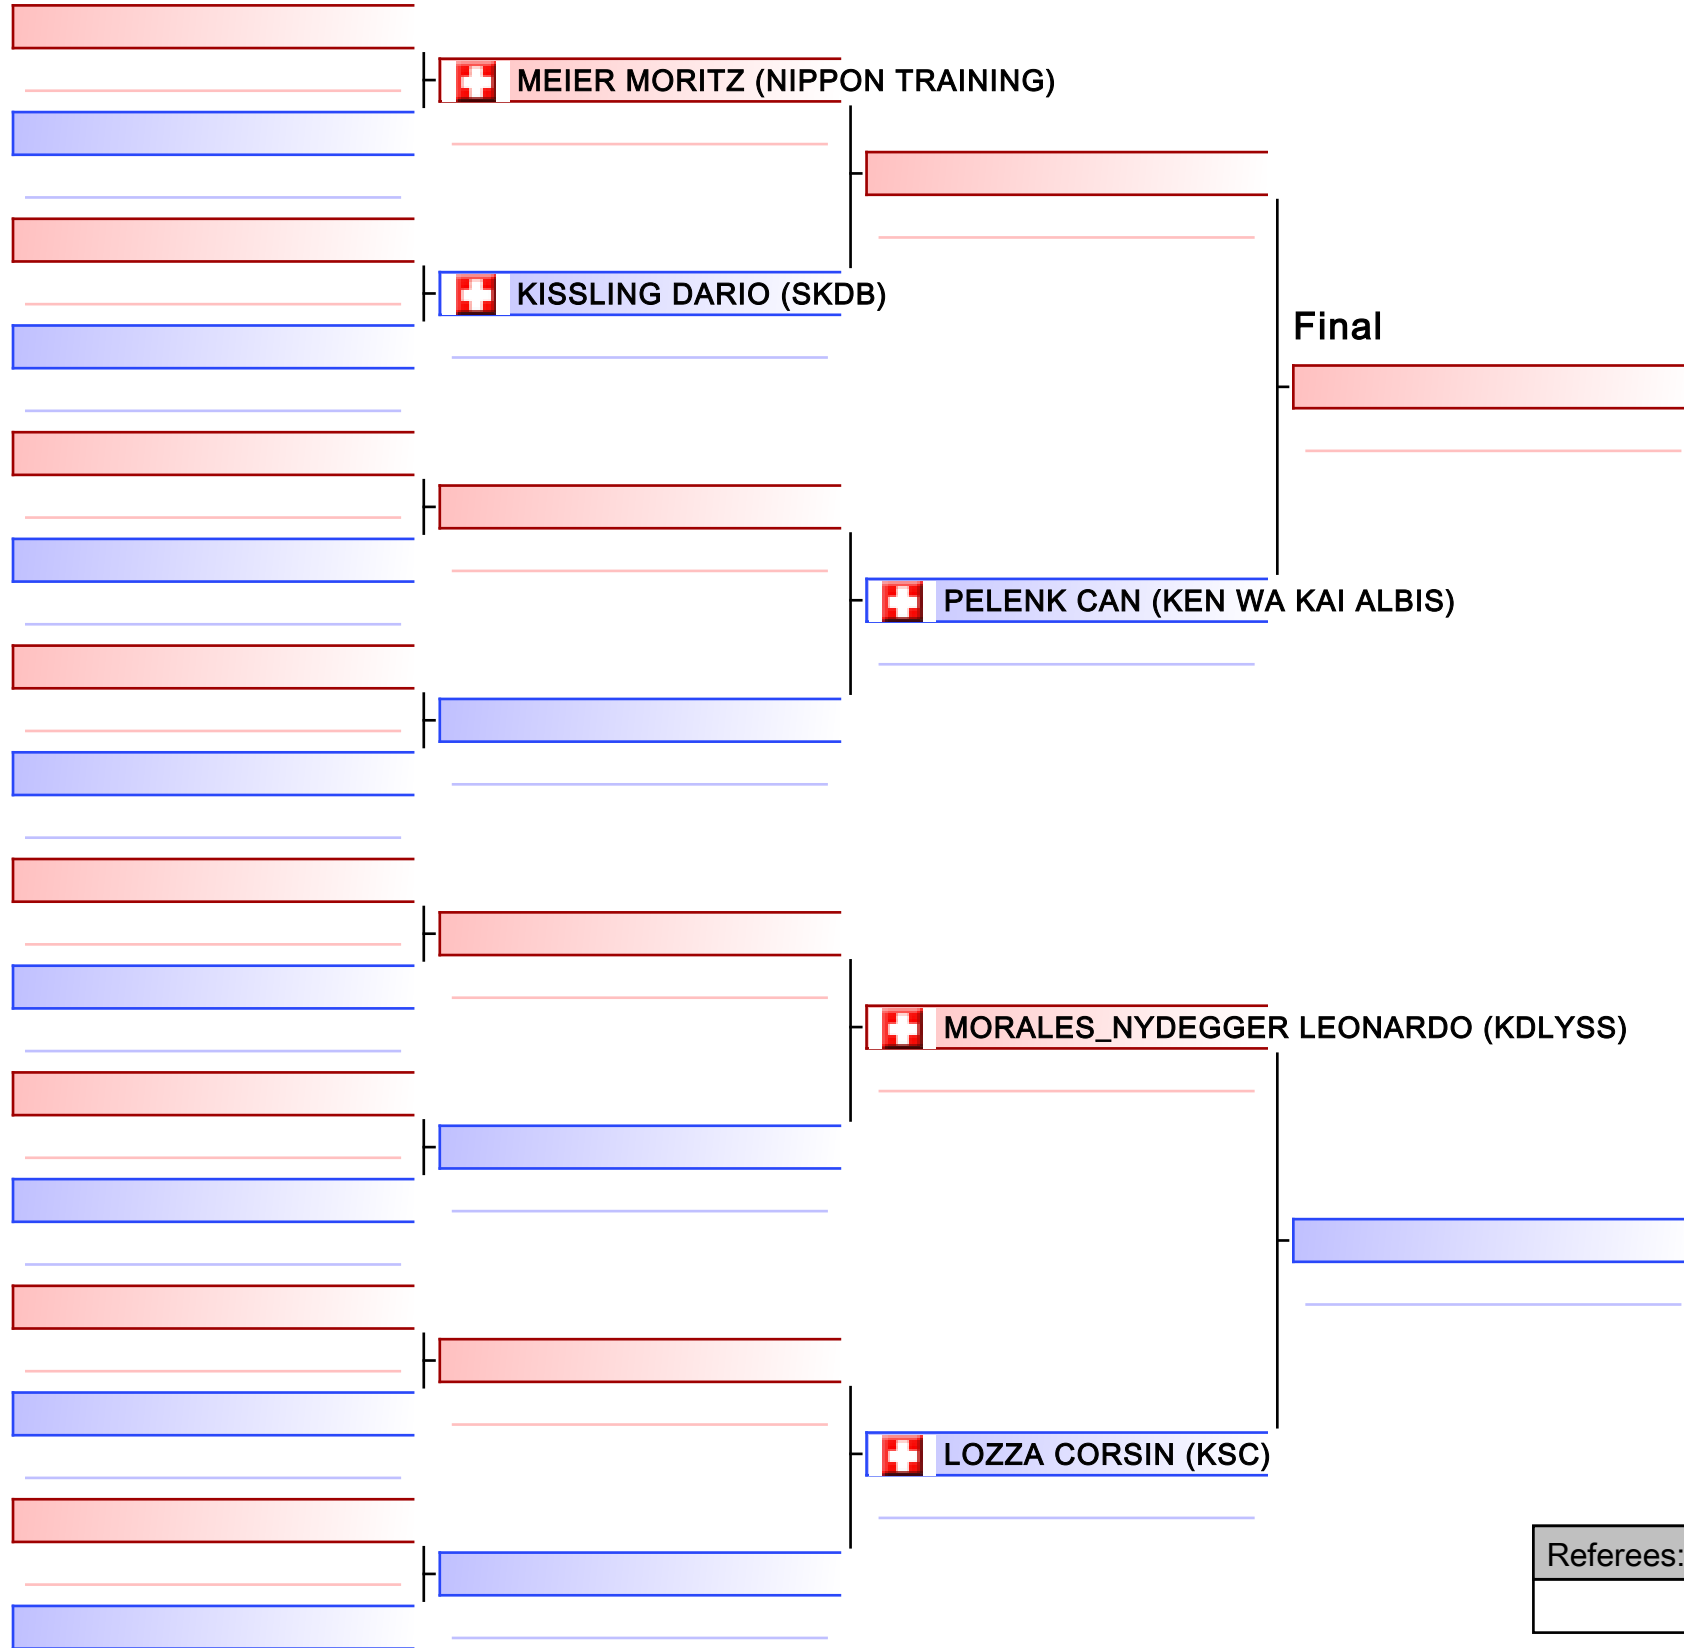 MEIER MORITZ (NIPPON TRAINING)
KISSLING DARIO (SKDB)
Final
PELENK CAN (KEN WA KAI ALBIS)
MORALES_NYDEGGER LEONARDO (KDLYSS)
LOZZA CORSIN (KSC)
Referees: